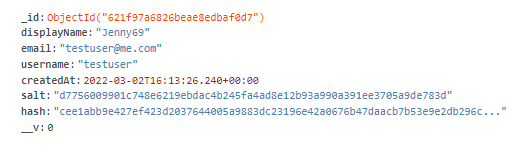 _id:ObjectId("621f97a6826beae8edbaf0d7")
displayName:"Jenny69"
email:"testuser@me.com"
username:"testuser"
createdAt:2022-03-02T16:13:26.240+00:00
salt:"d7756009901c748e6219ebdac4b245fa4ad8e12b93a990a391ee3705a9de783d"
hash:"cee1abb9e427ef423d2037644005a9883dc23196e42a0676b47daacb7b53e9e2db296c..."
__v:0